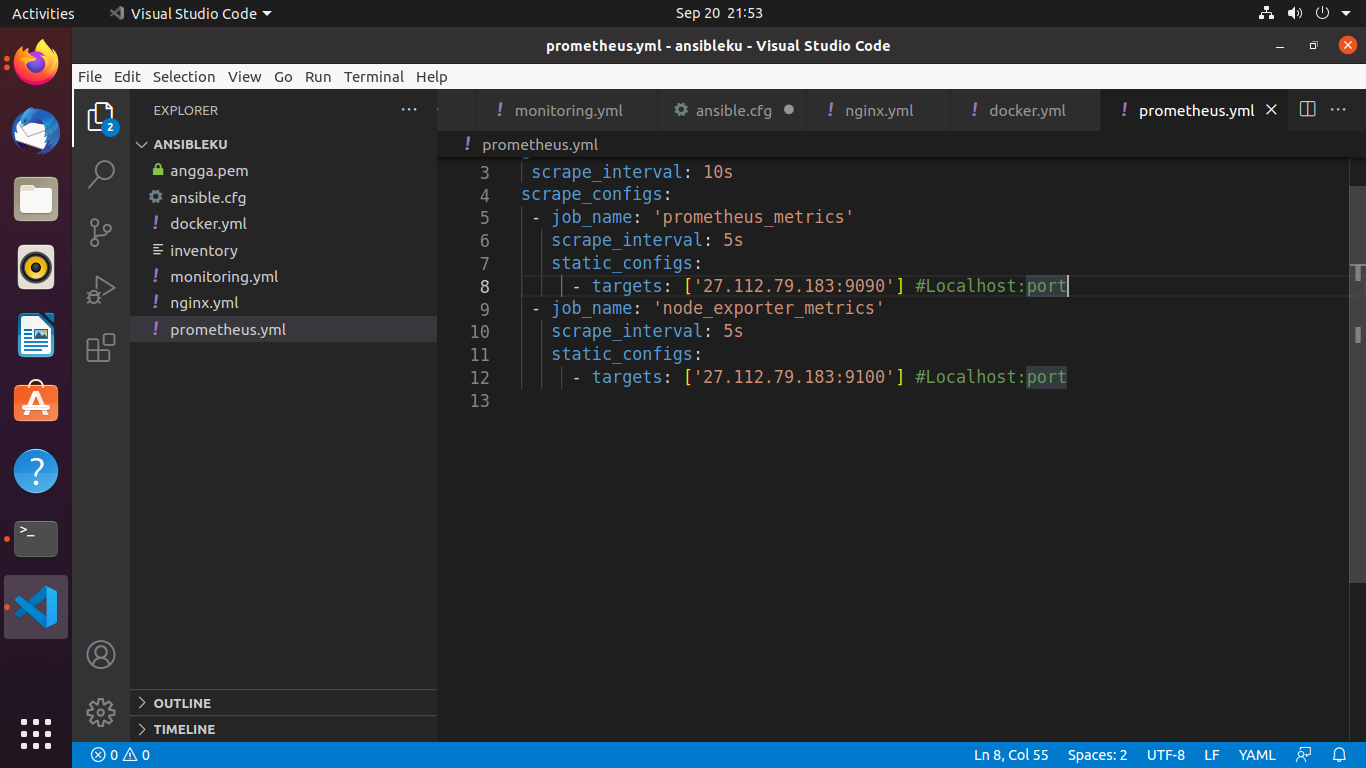 Activities
Visual Studio Code
Sep 20 21:53
prometheus.yml - ansibleku - Visual Studio Code
File Edit Selection View Go Run Terminal Help
2
EXPLORER
ANSIBLEKU
angga.pem
ansible.cfg
docker.yml
inventory
monitoring.yml
nginx.yml
prometheus.yml
OUTLINE
TIMELINE
! monitoring.yml
ansible.cfg
! nginx.yml
! docker.yml
! prometheus.yml
! prometheus.yml
3 scrape_interval: 10s
4 scrape_configs:
5 - job_name: 'prometheus_metrics'
6 scrape_interval: 5s
7 static_configs:
8 - targets: ['27.112.79.183:9090'] #Localhost:port
9 - job_name: 'node_exporter_metrics'
10 scrape_interval: 5s
11 static_configs:
12 - targets: ['27.112.79.183:9100'] #Localhost:port
13
0 0
Ln 8, Col 55 Spaces: 2 UTF-8 LF YAML